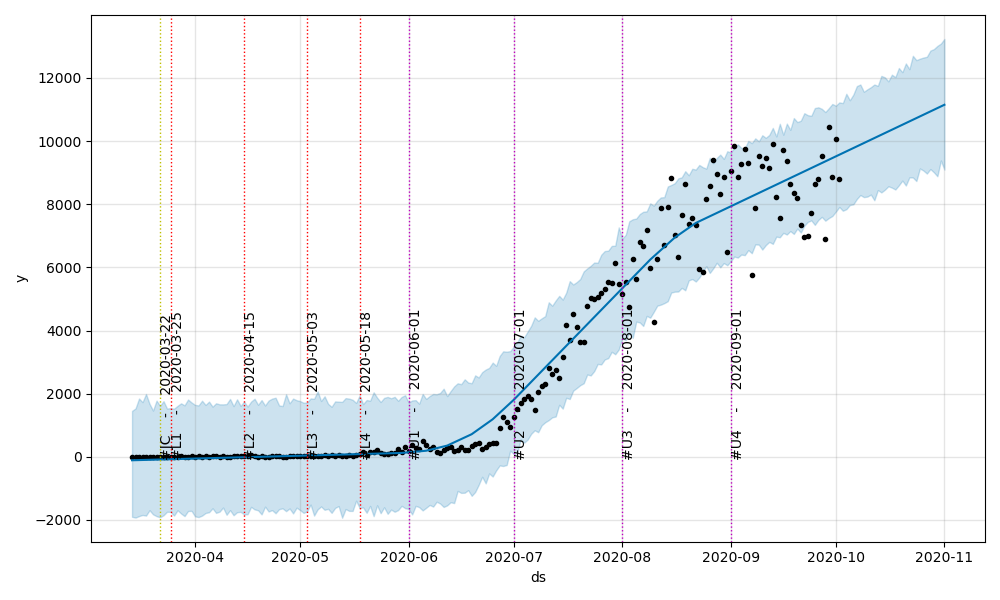 12000
10000
8000
6000
4000
2000
0
−2000
y
#JC - 2020-03-22
#L1 - 2020-03-25
#L2 - 2020-04-15
#L3 - 2020-05-03
#L4 - 2020-05-18
#U1 - 2020-06-01
#U2 - 2020-07-01
#U3 - 2020-08-01
#U4 - 2020-09-01
2020-04 2020-05 2020-06 2020-07 2020-08 2020-09 2020-10 2020-11
ds